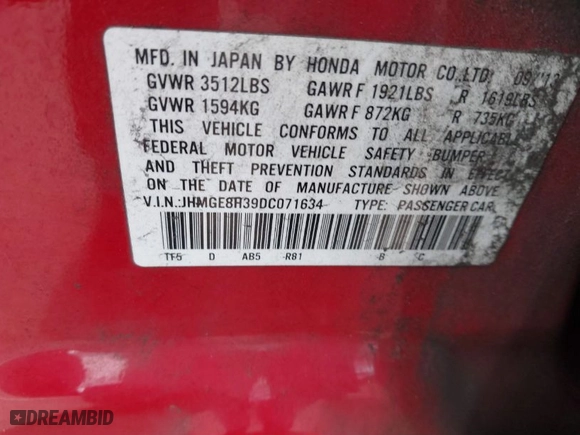 MFD. IN JAPAN BY HONDA MOTOR CO.,LTD.
GVWR 3512LBS GAWR F 1921LBS R 1619LBS
GVWR 1594KG GAWR F 872KG R 735KG
THIS VEHICLE CONFORMS TO ALL
FEDERAL MOTOR VEHICLE SAFETY BUMPER
AND THEFT PREVENTION STANDARDS IN
ON THE DATE OF MANUFACTURE SHOWN ABOVE
V.I.N.:JHMGE8H39DC071634 TYPE: PASSENGER CAR
TF5 D AB5 -R81 -B
DREAMBID